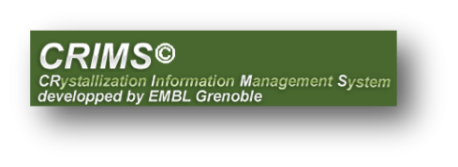 CRIMS©
CRystallization Information Management System
developped by EMBL Grenoble